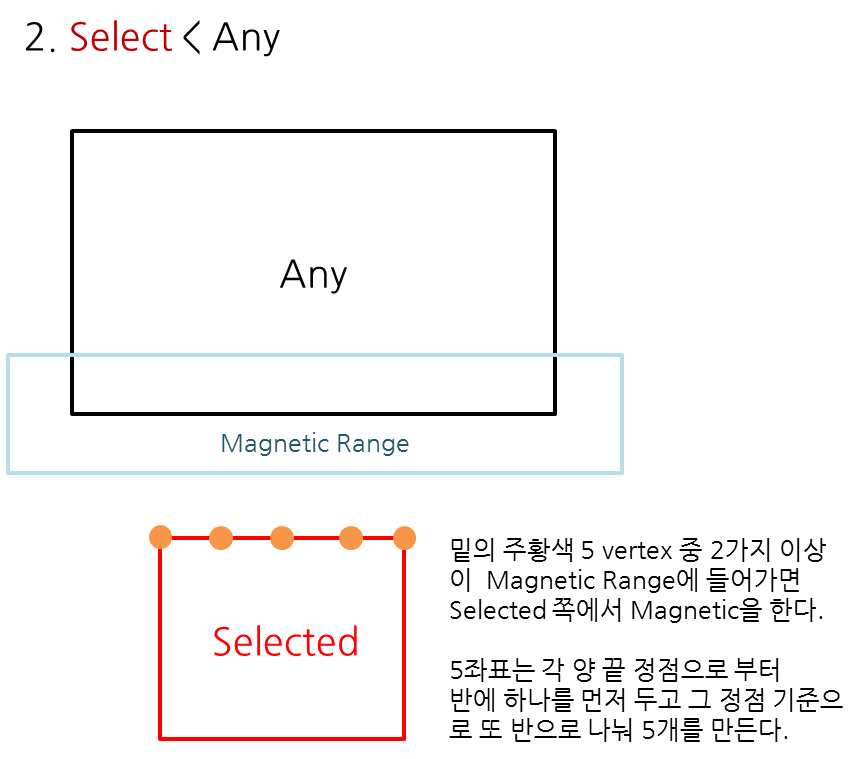 2. Select < Any
Any
Magnetic Range
Selected
밑의 주황색 5 vertex 중 2가지 이상
이 Magnetic Range에 들어가면
Selected 쪽에서 Magnetic을 한다.
5좌표는 각 양 끝 정점으로 부터
반에 하나를 먼저 두고 그 정점 기준으
로 또 반으로 나눠 5개를 만든다.